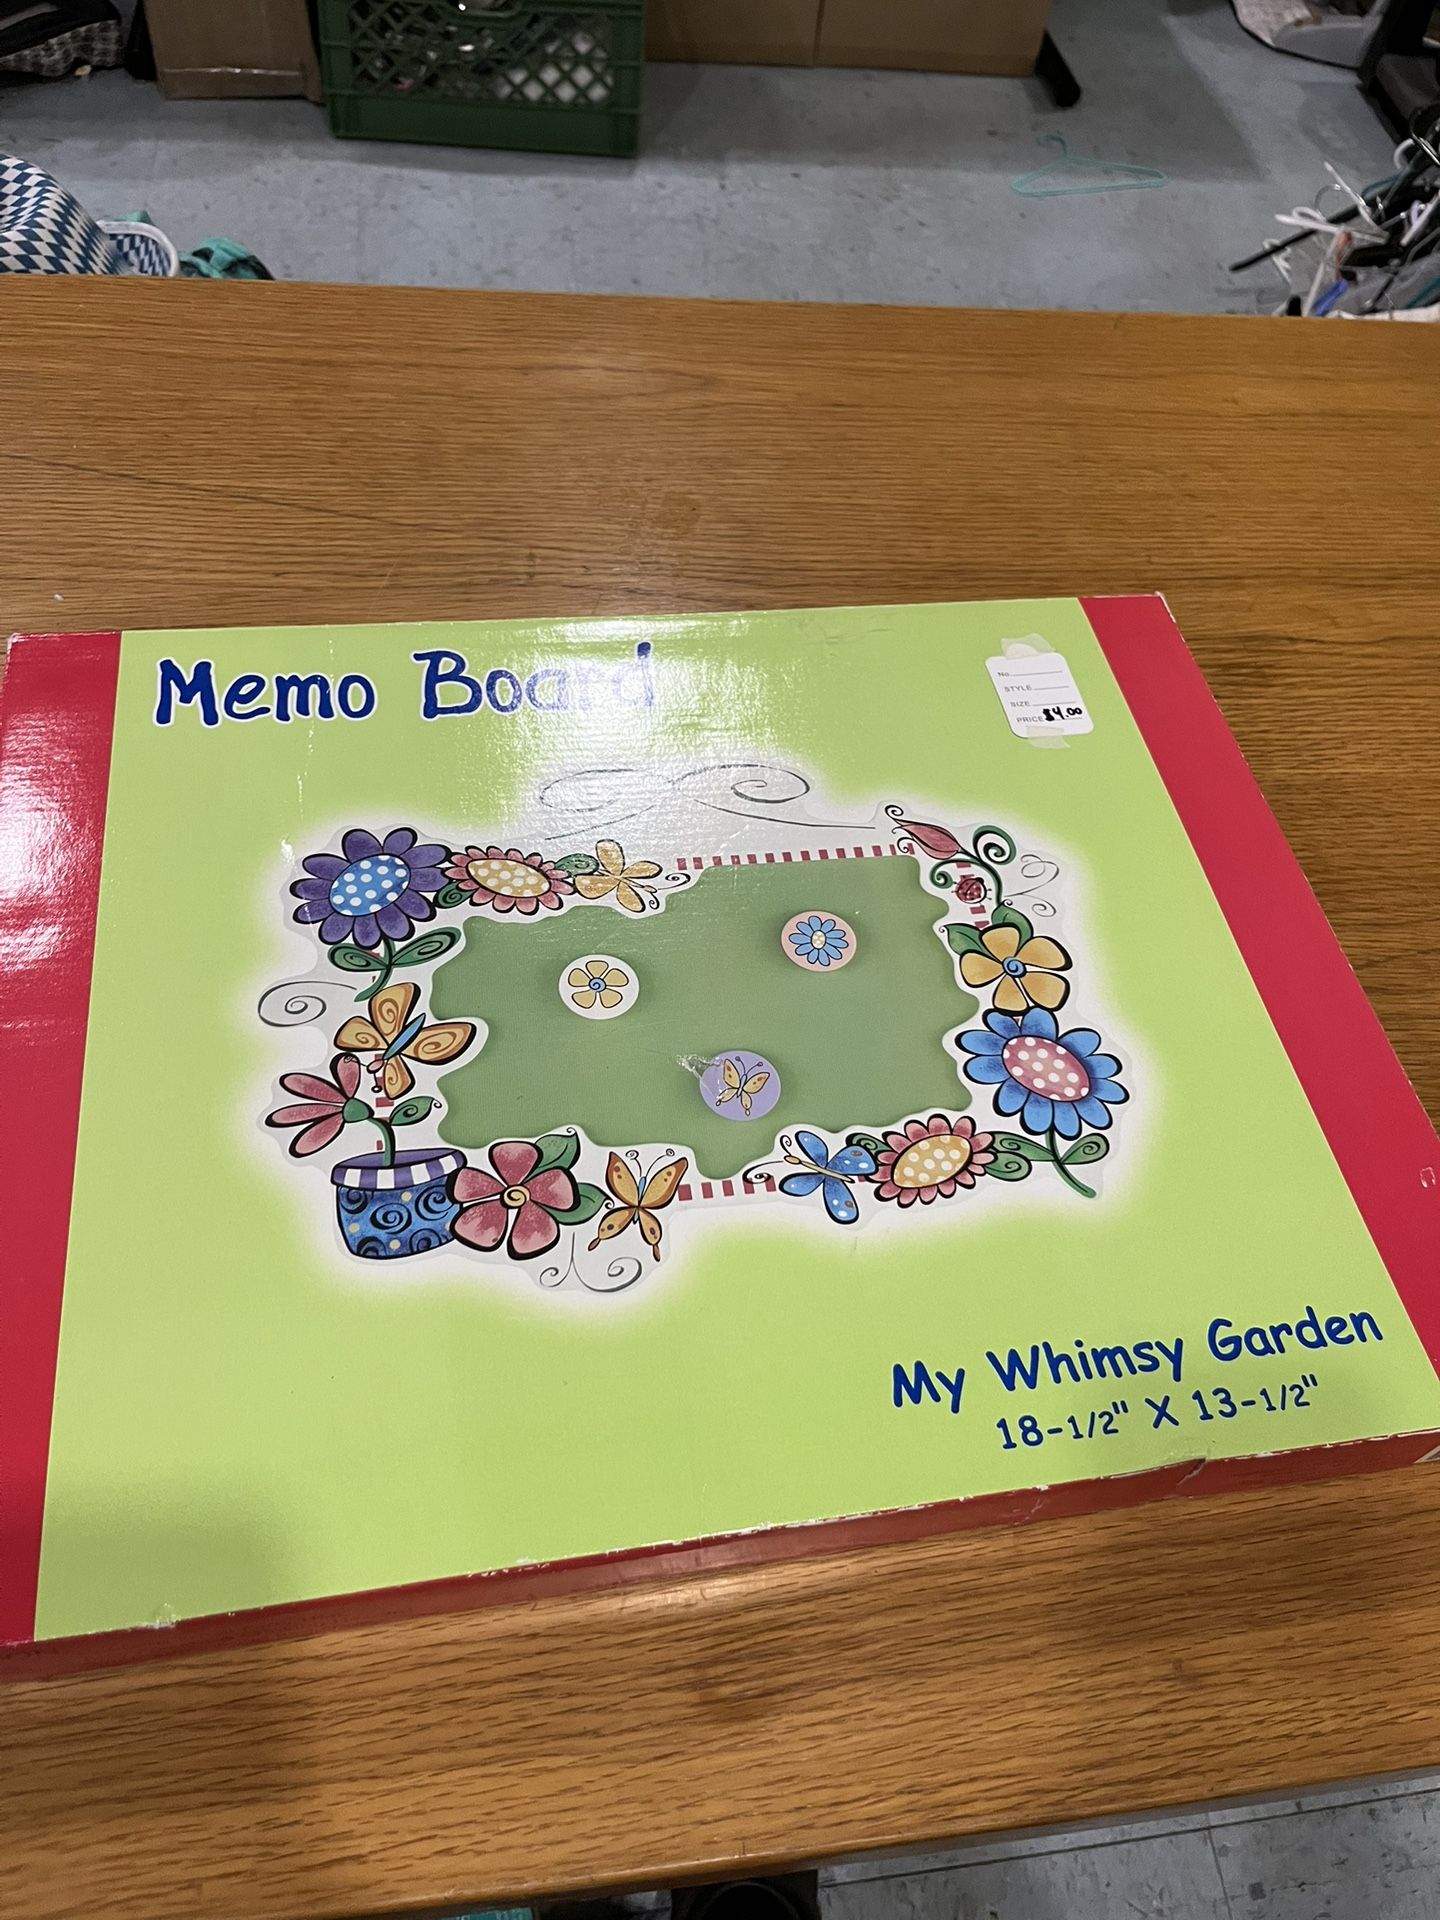 Memo Board
No.
STYLE
SIZE
PRICE $4.00
My Whimsy Garden
18-1/2" X 13-1/2"